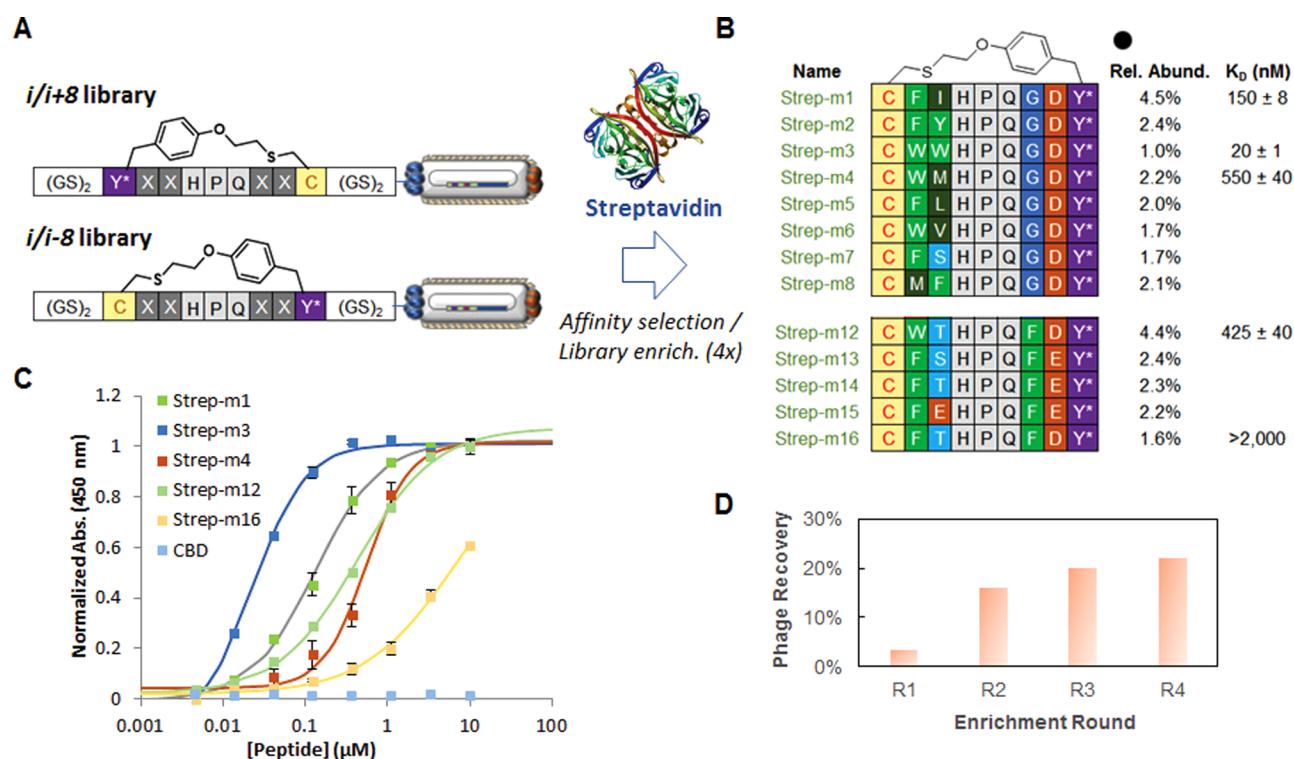 A
i/i+8 library
O
S
(GS)2 Y* X X H P Q X X C (GS)2
i/i-8 library
S O
(GS)2 C X X H P Q X X Y* (GS)2
Streptavidin
Affinity selection /
Library enrich. (4x)
B
S O
Name Rel. Abund. KD (nM)
Strep-m1 C F I H P Q G D Y* 4.5% 150 ± 8
Strep-m2 C F Y H P Q G D Y* 2.4%
Strep-m3 C W W H P Q G D Y* 1.0% 20 ± 1
Strep-m4 C W M H P Q G D Y* 2.2% 550 ± 40
Strep-m5 C F L H P Q G D Y* 2.0%
Strep-m6 C W V H P Q G D Y* 1.7%
Strep-m7 C F S H P Q G D Y* 1.7%
Strep-m8 C M F H P Q G D Y* 2.1%
Strep-m12 C W T H P Q F D Y* 4.4% 425 ± 40
Strep-m13 C F S H P Q F E Y* 2.4%
Strep-m14 C F T H P Q F E Y* 2.3%
Strep-m15 C F E H P Q F E Y* 2.2%
Strep-m16 C F T H P Q F D Y* 1.6% >2,000
C
Normalized Abs. (450 nm)
1.2
1
0.8
0.6
0.4
0.2
0
Strep-m1
Strep-m3
Strep-m4
Strep-m12
Strep-m16
CBD
0.001 0.01 0.1 1 10 100
[Peptide] (µM)
D
Phage Recovery
30%
20%
10%
0%
R1 R2 R3 R4
Enrichment Round